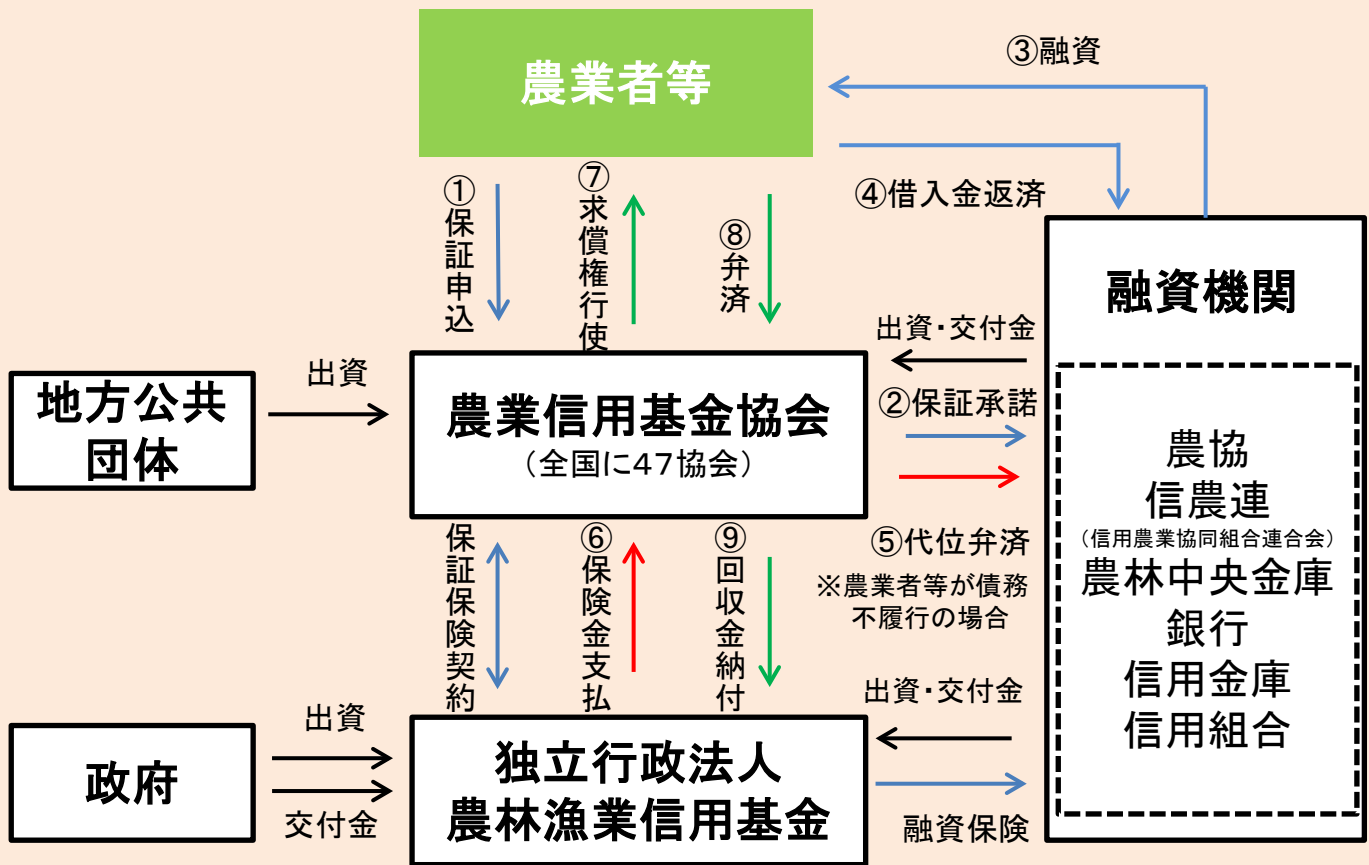 農業者等
③融資
④借入金返済
①保証申込
⑦求償権行使
⑧弁済
融資機関
出資・交付金
地方公共
団体
出資
農業信用基金協会
(全国に47協会)
②保証承諾
農協
信農連
(信用農業協同組合連合会)
農林中央金庫
銀行
信用金庫
信用組合
保証保険契約
⑥保険金支払
⑨回収金納付
⑤代位弁済
※農業者等が債務
不履行の場合
出資・交付金
政府
出資
交付金
独立行政法人
農林漁業信用基金
融資保険